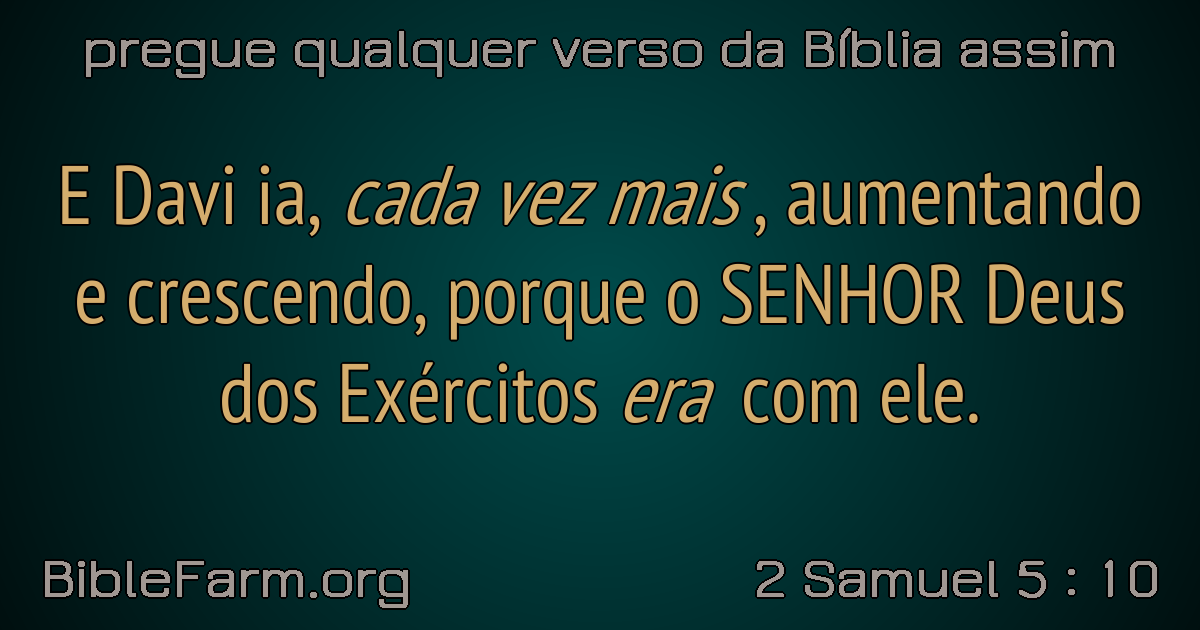 pregue qualquer verso da Bíblia assim
E Davi ia, cada vez mais , aumentando
e crescendo, porque o SENHOR Deus
dos Exércitos era com ele.
BibleFarm.org
2 Samuel 5 : 10